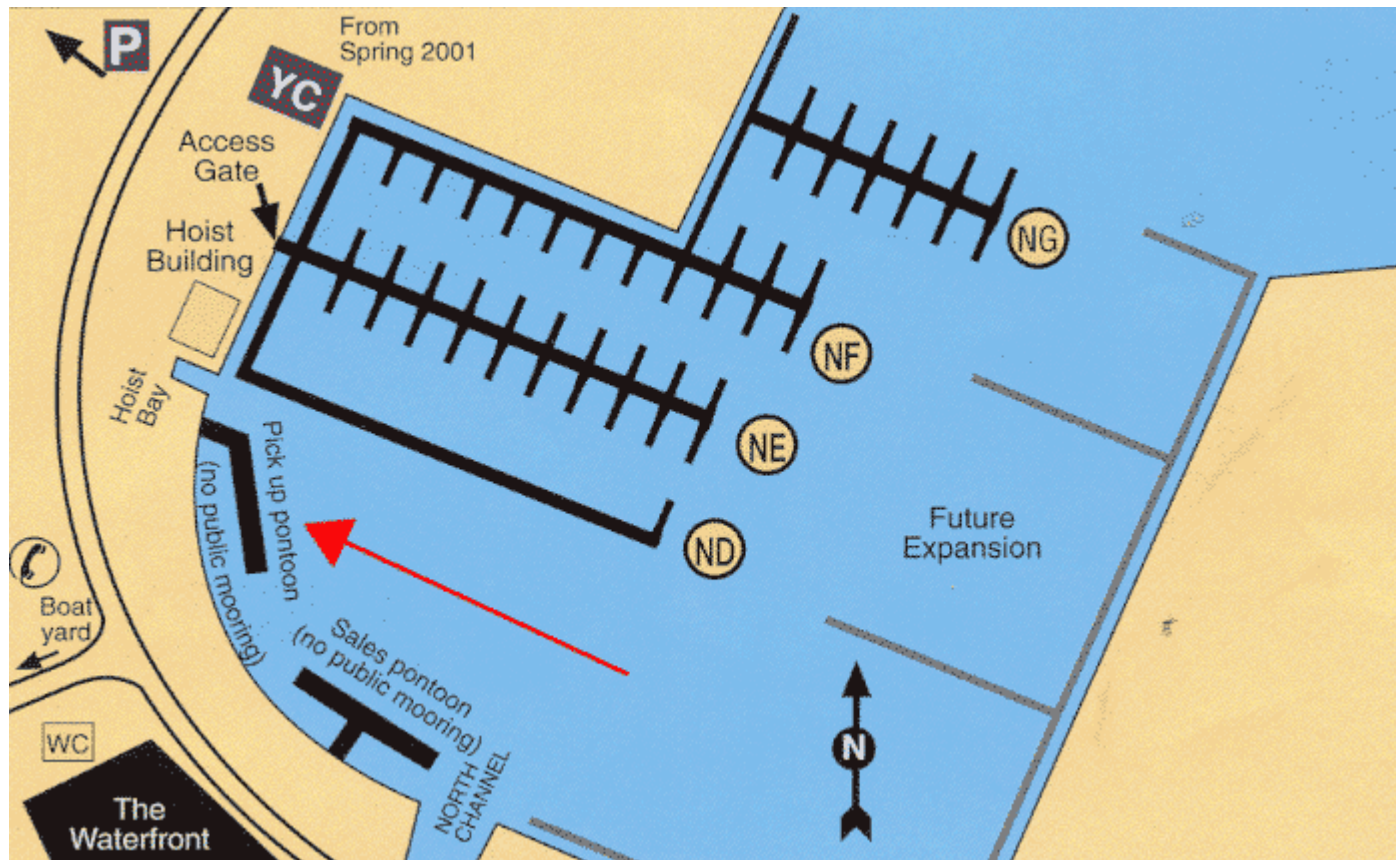 P
From
Spring 2001
YC
Access
Gate
Hoist
Building
Hoist
Bay
Pick up pontoon
(no public mooring)
Sales pontoon
(no public mooring)
NORTH
CHANNEL
NG
NF
NE
ND
Future
Expansion
N
Boat
yard
WC
The
Waterfront